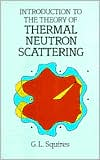 INTRODUCTION TO
THE THEORY OF
THERMAL
NEUTRON
SCATTERING
G.L. Squires